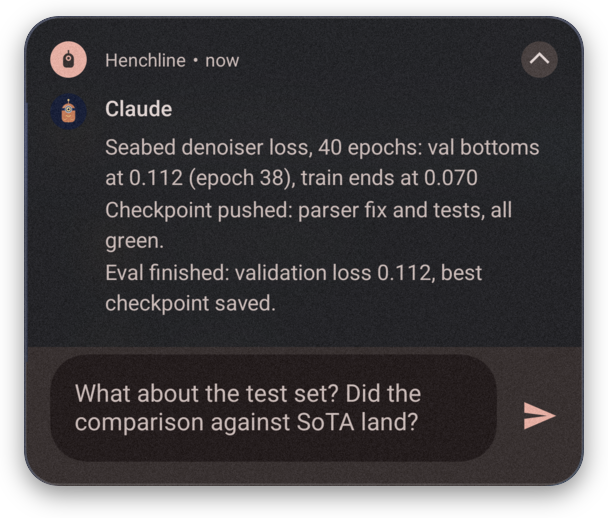 Henchline • now
Claude
Seabed denoiser loss, 40 epochs: val bottoms
at 0.112 (epoch 38), train ends at 0.070
Checkpoint pushed: parser fix and tests, all
green.
Eval finished: validation loss 0.112, best
checkpoint saved.
What about the test set? Did the
comparison against SoTA land?